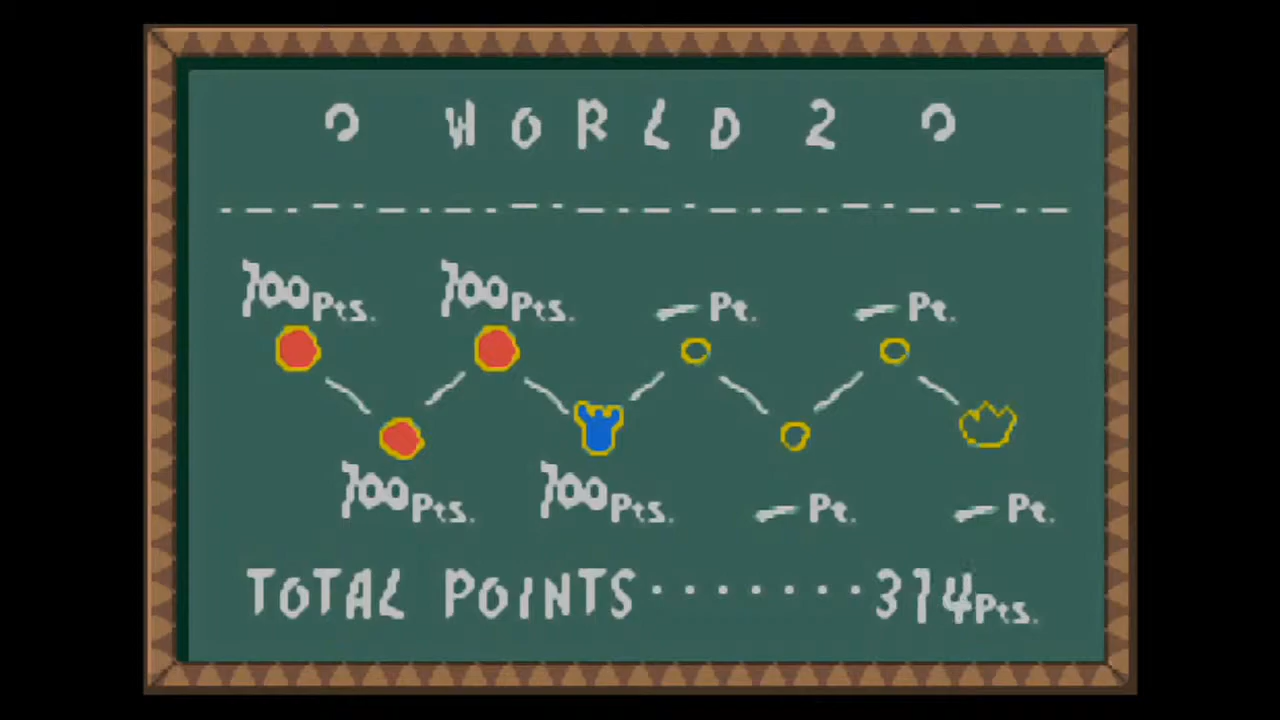 WORLD 2
100Pts. 100Pts. – Pt. – Pt.
100Pts. 100Pts. – Pt. – Pt.
TOTAL POINTS ······· 314Pts.